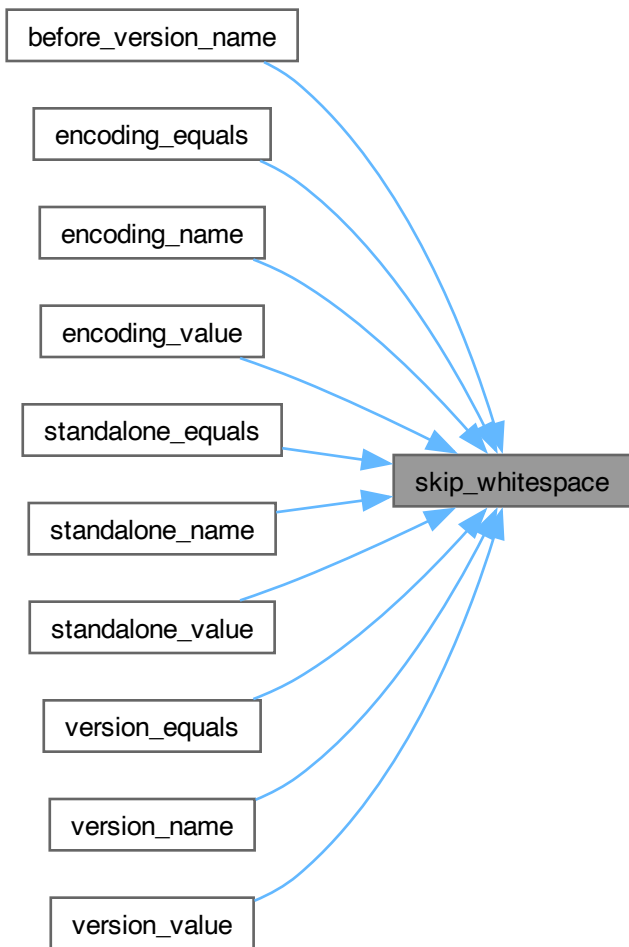 before_version_name
encoding_equals
encoding_name
encoding_value
standalone_equals
skip_whitespace
standalone_name
standalone_value
version_equals
version_name
version_value